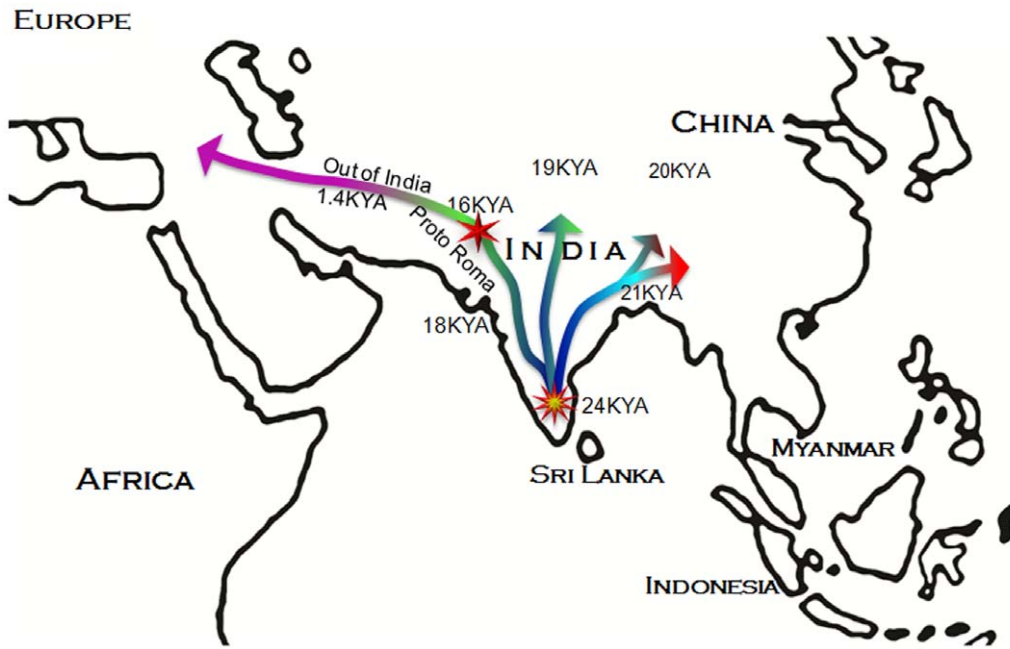 EUROPE
CHINA
19KYA
20KYA
Out of India
1.4KYA
16KYA
Proto Roma
INDIA
21KYA
18KYA
24KYA
MYANMAR
AFRICA
SRI LANKA
INDONESIA